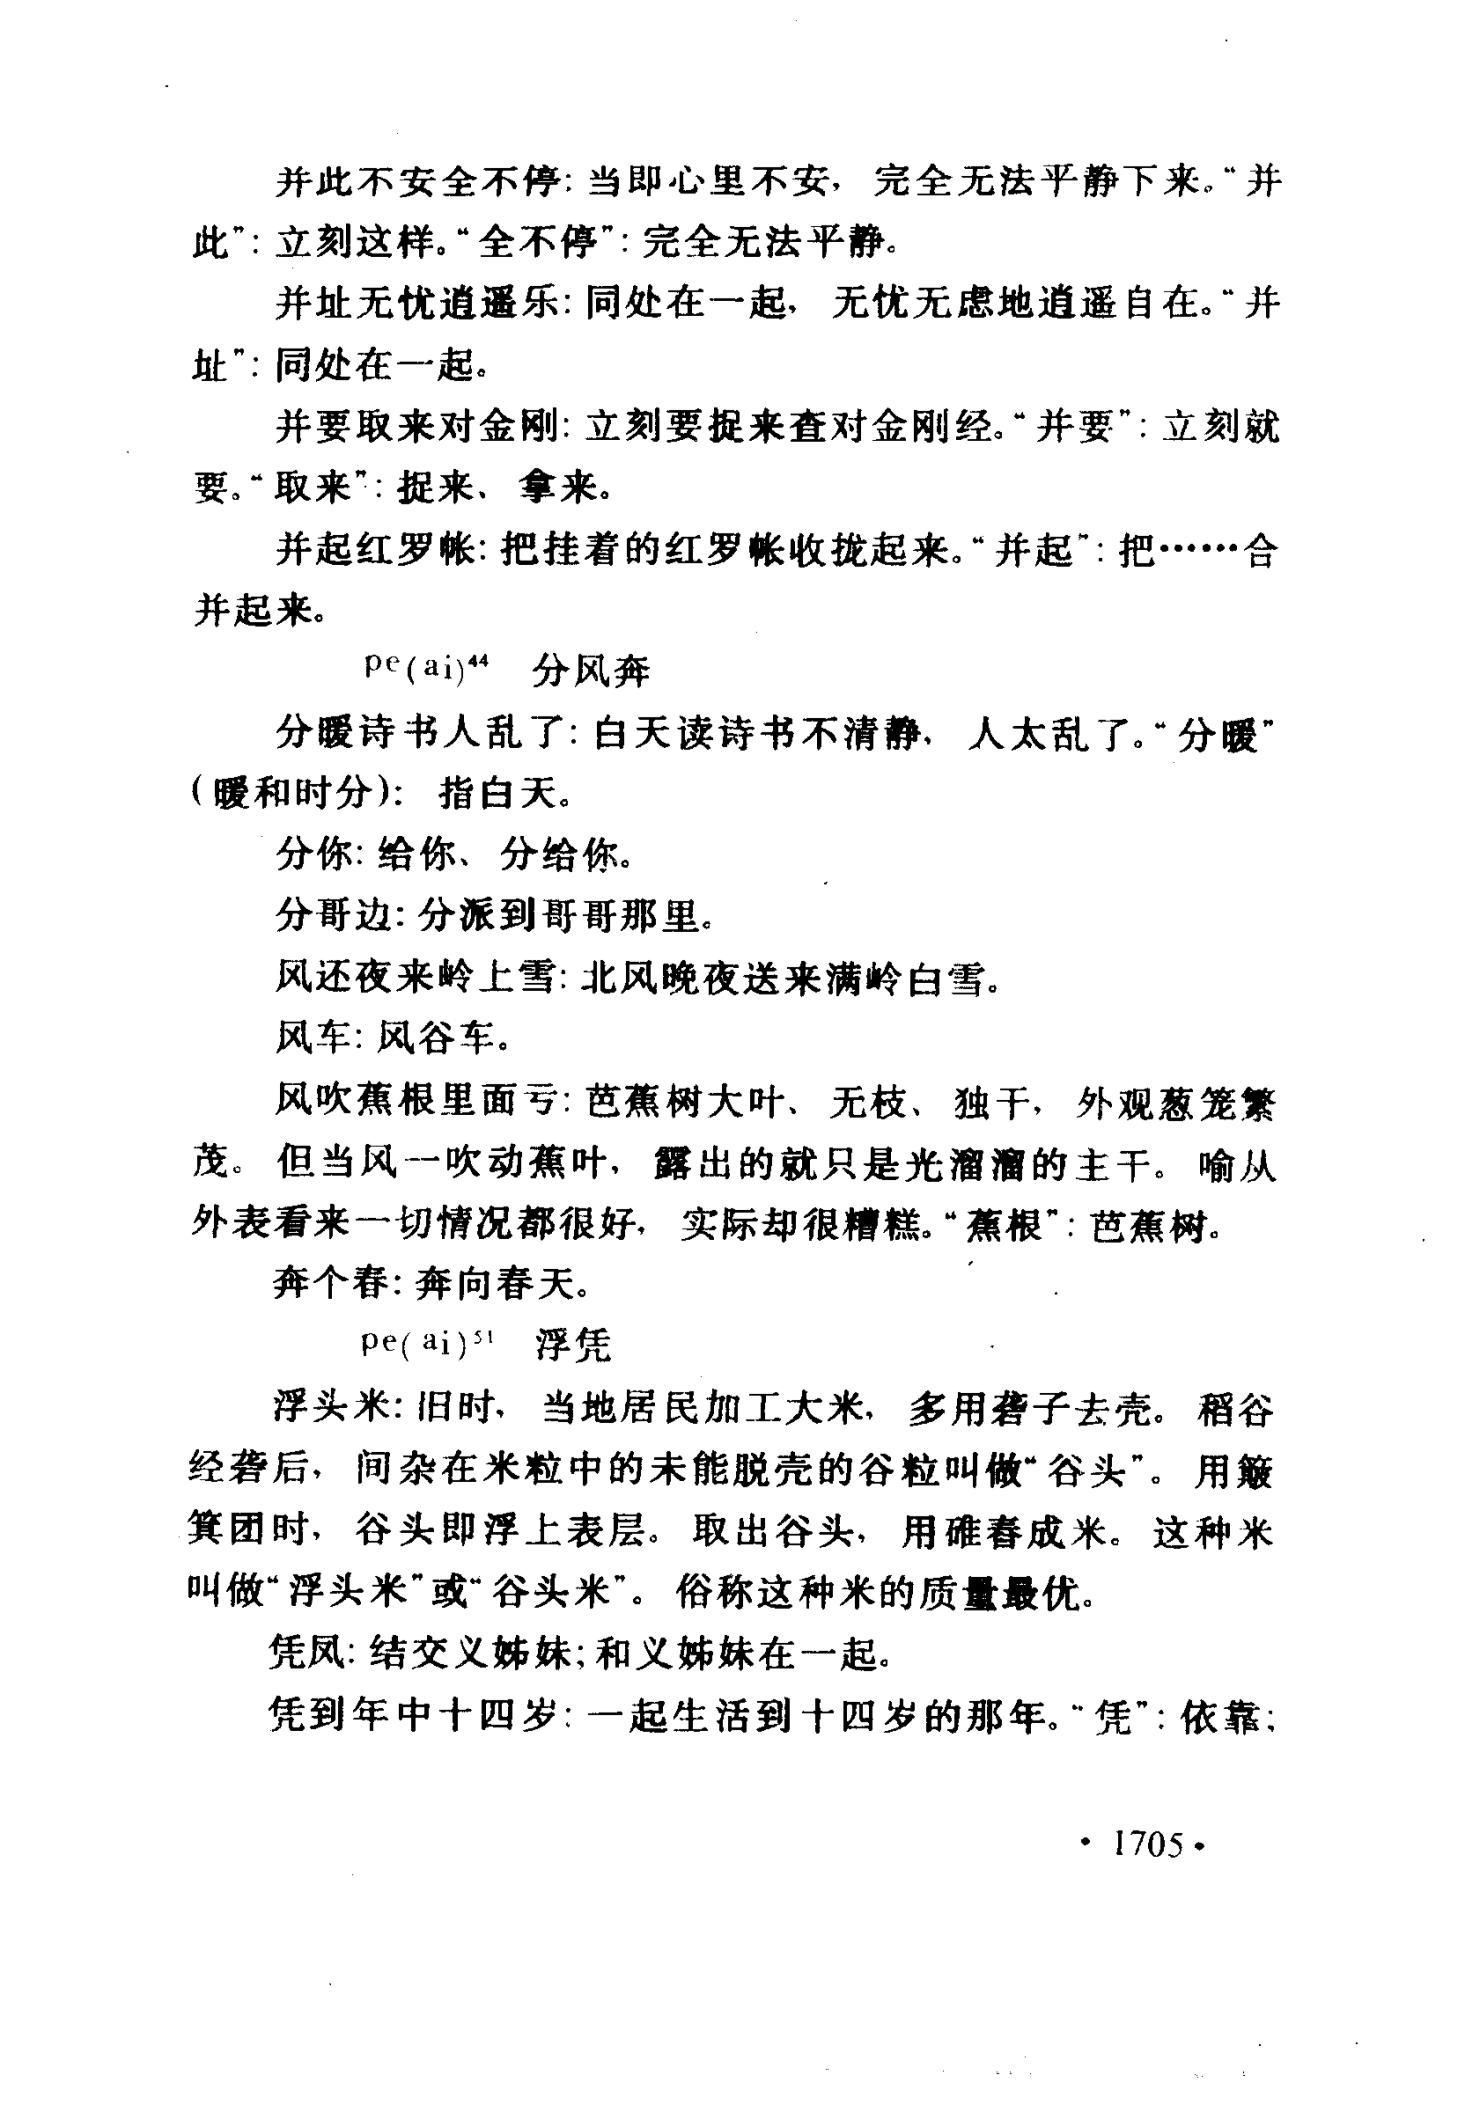 并此不安全不停：当即心里不安，完全无法平静下来。“并
此”：立刻这样。“全不停”：完全无法平静。
并址无忧逍遥乐：同处在一起，无忧无虑地逍遥自在。“并
址”：同处在一起。
并要取来对金刚：立刻要捉来查对金刚经。“并要”：立刻就
要。“取来”：捉来、拿来。
并起红罗帐：把挂着的红罗帐收拢起来。“并起”：把……合
并起来。
pe(ai)⁴⁴ 分风奔
分暖诗书人乱了：白天读诗书不清静，人太乱了。“分暖”
（暖和时分）：指白天。
分你：给你、分给你。
分哥边：分派到哥哥那里。
风还夜来岭上雪：北风晚夜送来满岭白雪。
风车：风谷车。
风吹蕉根里面亏：芭蕉树大叶、无枝、独干，外观葱笼繁
茂。但当风一吹动蕉叶，露出的就只是光溜溜的主干。喻从
外表看来一切情况都很好，实际却很糟糕。“蕉根”：芭蕉树。
奔个春：奔向春天。
pe(ai)⁵¹ 浮凭
浮头米：旧时，当地居民加工大米，多用砻子去壳。稻谷
经砻后，间杂在米粒中的未能脱壳的谷粒叫做“谷头”。用簸
箕团时，谷头即浮上表层。取出谷头，用碓舂成米。这种米
叫做“浮头米”或“谷头米”。俗称这种米的质量最优。
凭凤：结交义姊妹；和义姊妹在一起。
凭到年中十四岁：一起生活到十四岁的那年。“凭”：依靠；
·1705·